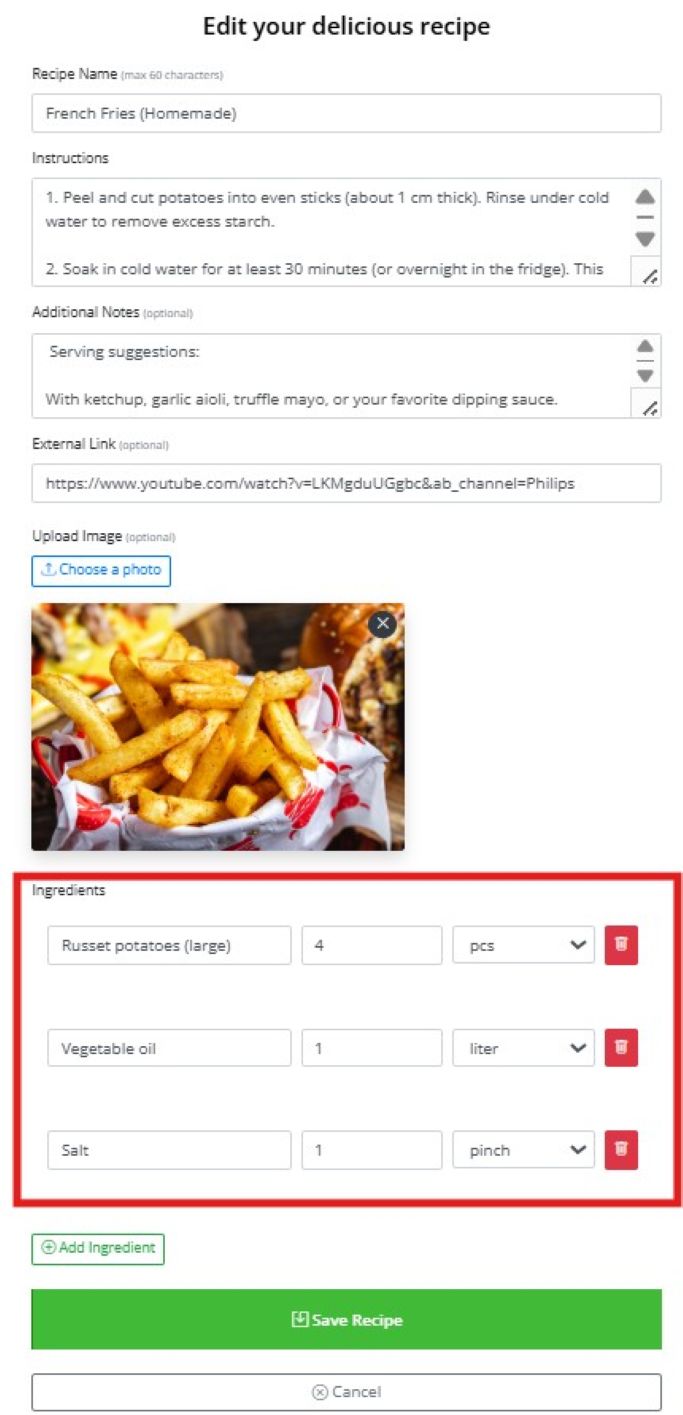 Edit your delicious recipe
Recipe Name (max 60 characters)
French Fries (Homemade)
Instructions
1. Peel and cut potatoes into even sticks (about 1 cm thick). Rinse under cold
water to remove excess starch.
2. Soak in cold water for at least 30 minutes (or overnight in the fridge). This
Additional Notes (optional)
Serving suggestions:
With ketchup, garlic aioli, truffle mayo, or your favorite dipping sauce.
External Link (optional)
https://www.youtube.com/watch?v=LKMgduUGgbc&ab_channel=Philips
Upload Image (optional)
Choose a photo
Ingredients
Russet potatoes (large) 4 pcs
Vegetable oil 1 liter
Salt 1 pinch
Add Ingredient
Save Recipe
Cancel